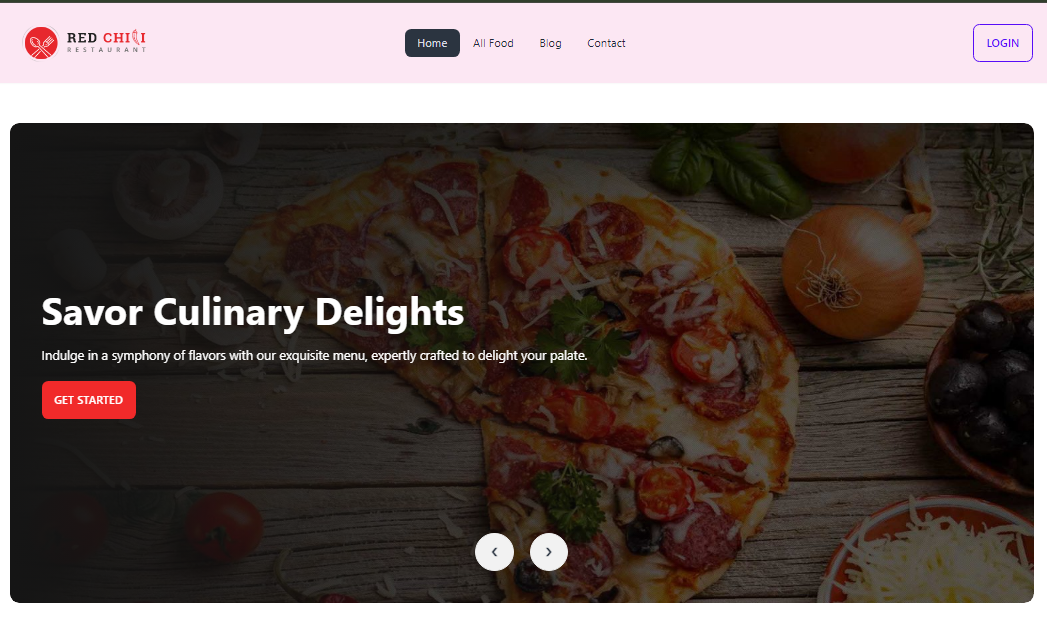 RED CHILI
RESTAURANT
Home
All Food
Blog
Contact
LOGIN
Savor Culinary Delights
Indulge in a symphony of flavors with our exquisite menu, expertly crafted to delight your palate.
GET STARTED